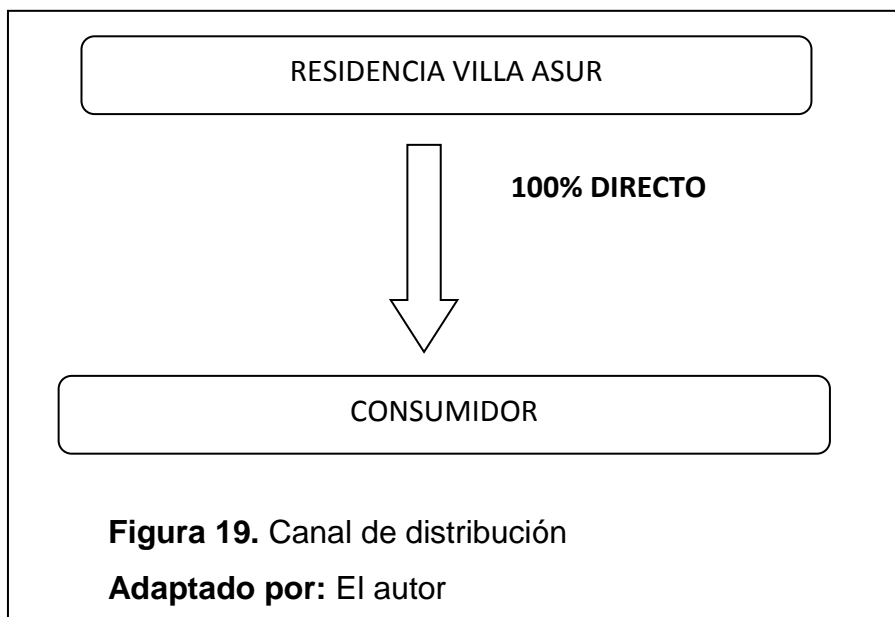 RESIDENCIA VILLA ASUR
100% DIRECTO
CONSUMIDOR
Figura 19. Canal de distribución
Adaptado por: El autor